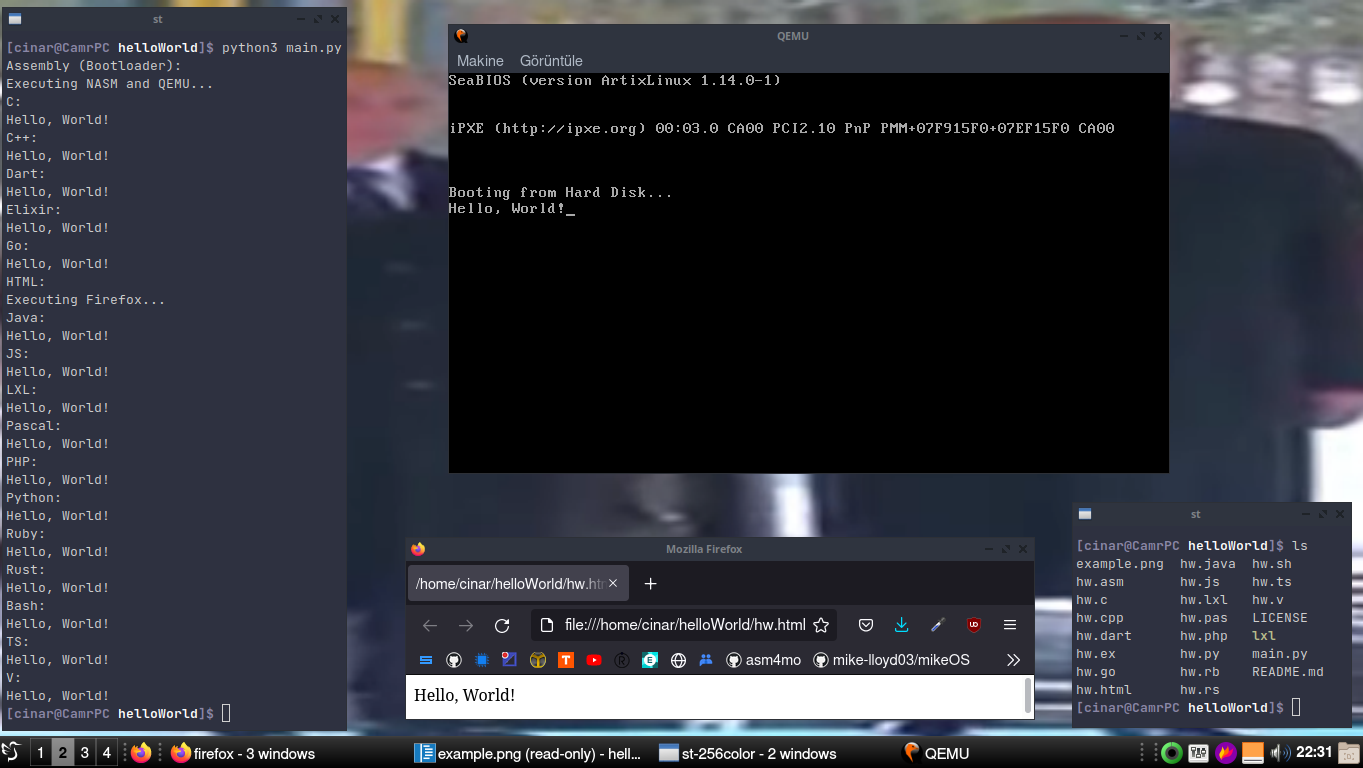 st
[cinar@CamrPC helloWorld]$ python3 main.py
Assembly (Bootloader):
Executing NASM and QEMU...
C:
Hello, World!
C++:
Hello, World!
Dart:
Hello, World!
Elixir:
Hello, World!
Go:
Hello, World!
HTML:
Executing Firefox...
Java:
Hello, World!
JS:
Hello, World!
LXL:
Hello, World!
Pascal:
Hello, World!
PHP:
Hello, World!
Python:
Hello, World!
Ruby:
Hello, World!
Rust:
Hello, World!
Bash:
Hello, World!
TS:
Hello, World!
V:
Hello, World!
[cinar@CamrPC helloWorld]$
QEMU
Makine Görüntüle
SeaBIOS (version ArtixLinux 1.14.0-1)
iPXE (http://ipxe.org) 00:03.0 CA00 PCI2.10 PnP PMM+07F915F0+07EF15F0 CA00
Booting from Hard Disk...
Hello, World!_
Mozilla Firefox
/home/cinar/helloWorld/hw.htm
file:///home/cinar/helloWorld/hw.html
asm4mo mike-lloyd03/mikeOS
Hello, World!
st
[cinar@CamrPC helloWorld]$ ls
example.png hw.java hw.sh
hw.asm hw.js hw.ts
hw.c hw.lxl hw.v
hw.cpp hw.pas LICENSE
hw.dart hw.php lxl
hw.ex hw.py main.py
hw.go hw.rb README.md
hw.html hw.rs
[cinar@CamrPC helloWorld]$
1 2 3 4 firefox - 3 windows example.png (read-only) - hell... st-256color - 2 windows QEMU 22:31